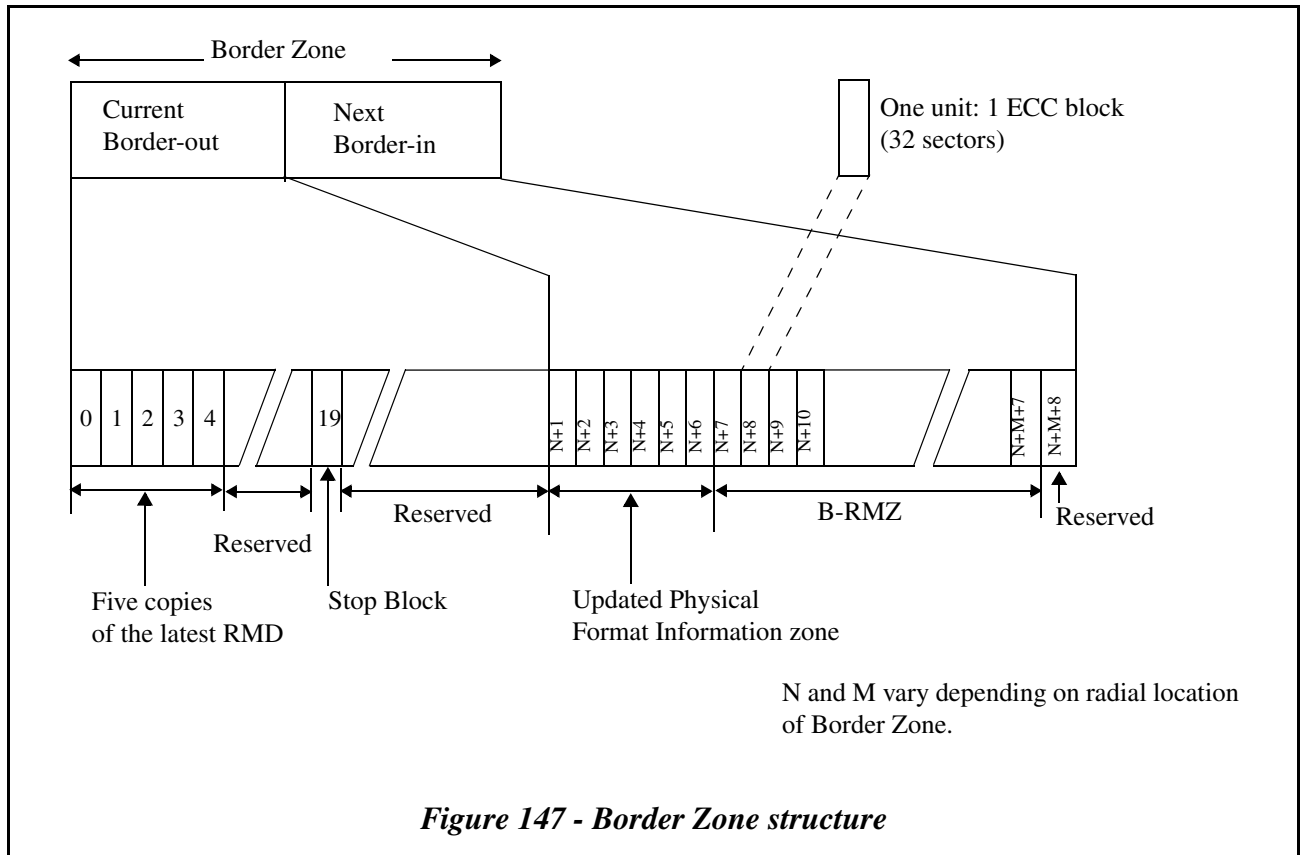 Border Zone
Current
Border-out
Next
Border-in
One unit: 1 ECC block
(32 sectors)
0
1
2
3
4
19
N+1
N+2
N+3
N+4
N+5
N+6
N+7
N+8
N+9
N+10
N+M+7
N+M+8
Reserved
Reserved
B-RMZ
Reserved
Five copies
of the latest RMD
Stop Block
Updated Physical
Format Information zone
N and M vary depending on radial location
of Border Zone.
Figure 147 - Border Zone structure